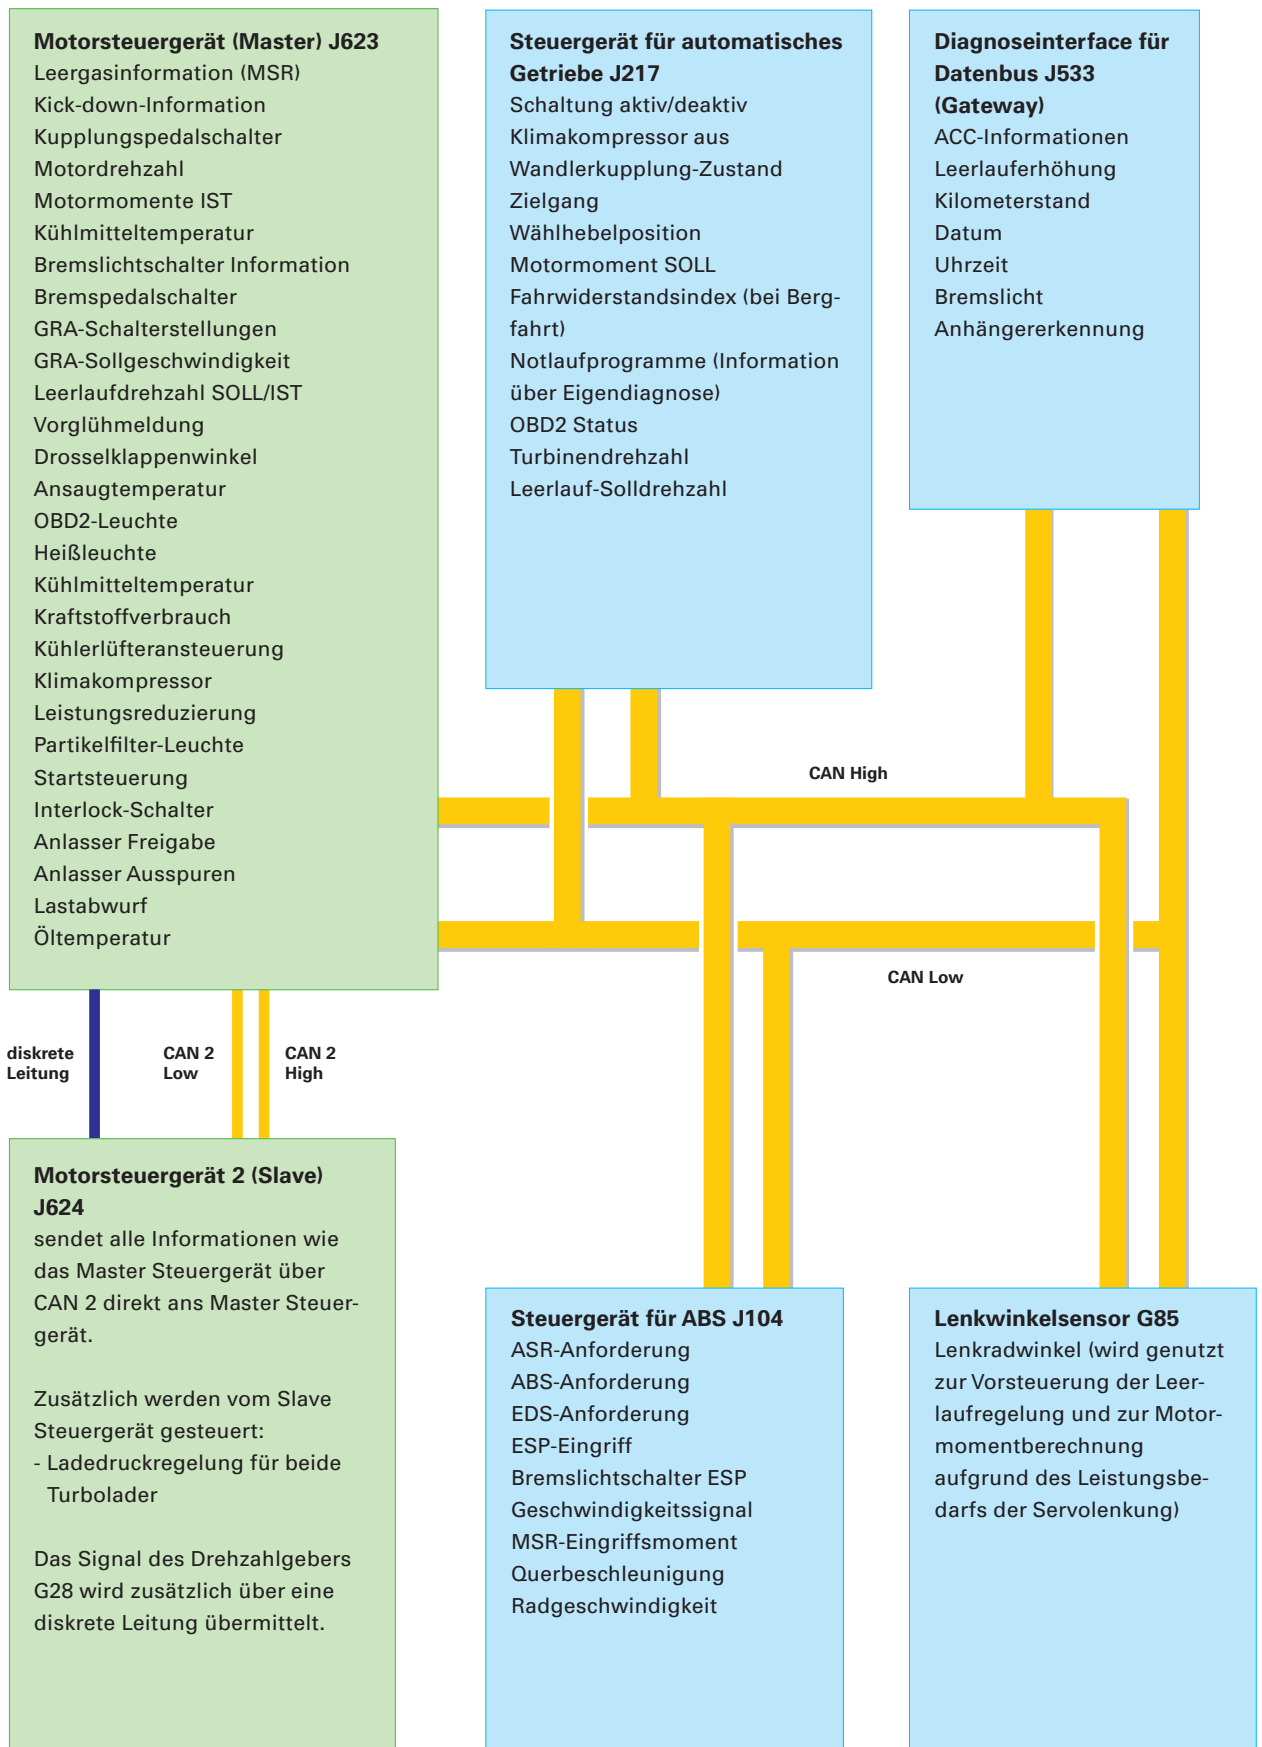 Motorsteuergerät (Master) J623
Leergasinformation (MSR)
Kick-down-Information
Kupplungspedalschalter
Motordrehzahl
Motormomente IST
Kühlmitteltemperatur
Bremslichtschalter Information
Bremspedalschalter
GRA-Schalterstellungen
GRA-Sollgeschwindigkeit
Leerlaufdrehzahl SOLL/IST
Vorglühmeldung
Drosselklappenwinkel
Ansaugtemperatur
OBD2-Leuchte
Heißleuchte
Kühlmitteltemperatur
Kraftstoffverbrauch
Kühlerlüfteransteuerung
Klimakompressor
Leistungsreduzierung
Partikelfilter-Leuchte
Startsteuerung
Interlock-Schalter
Anlasser Freigabe
Anlasser Ausspuren
Lastabwurf
Öltemperatur
Steuergerät für automatisches
Getriebe J217
Schaltung aktiv/deaktiv
Klimakompressor aus
Wandlerkupplung-Zustand
Zielgang
Wählhebelposition
Motormoment SOLL
Fahrwiderstandsindex (bei Berg-
fahrt)
Notlaufprogramme (Information
über Eigendiagnose)
OBD2 Status
Turbinendrehzahl
Leerlauf-Solldrehzahl
Diagnoseinterface für
Datenbus J533
(Gateway)
ACC-Informationen
Leerlauferhöhung
Kilometerstand
Datum
Uhrzeit
Bremslicht
Anhängererkennung
CAN High
CAN Low
diskrete
Leitung
CAN 2
Low
CAN 2
High
Motorsteuergerät 2 (Slave)
J624
sendet alle Informationen wie
das Master Steuergerät über
CAN 2 direkt ans Master Steuer-
gerät.
Zusätzlich werden vom Slave
Steuergerät gesteuert:
- Ladedruckregelung für beide
Turbolader
Das Signal des Drehzahlgebers
G28 wird zusätzlich über eine
diskrete Leitung übermittelt.
Steuergerät für ABS J104
ASR-Anforderung
ABS-Anforderung
EDS-Anforderung
ESP-Eingriff
Bremslichtschalter ESP
Geschwindigkeitssignal
MSR-Eingriffsmoment
Querbeschleunigung
Radgeschwindigkeit
Lenkwinkelsensor G85
Lenkradwinkel (wird genutzt
zur Vorsteuerung der Leer-
laufregelung und zur Motor-
momentberechnung
aufgrund des Leistungsbe-
darfs der Servolenkung)